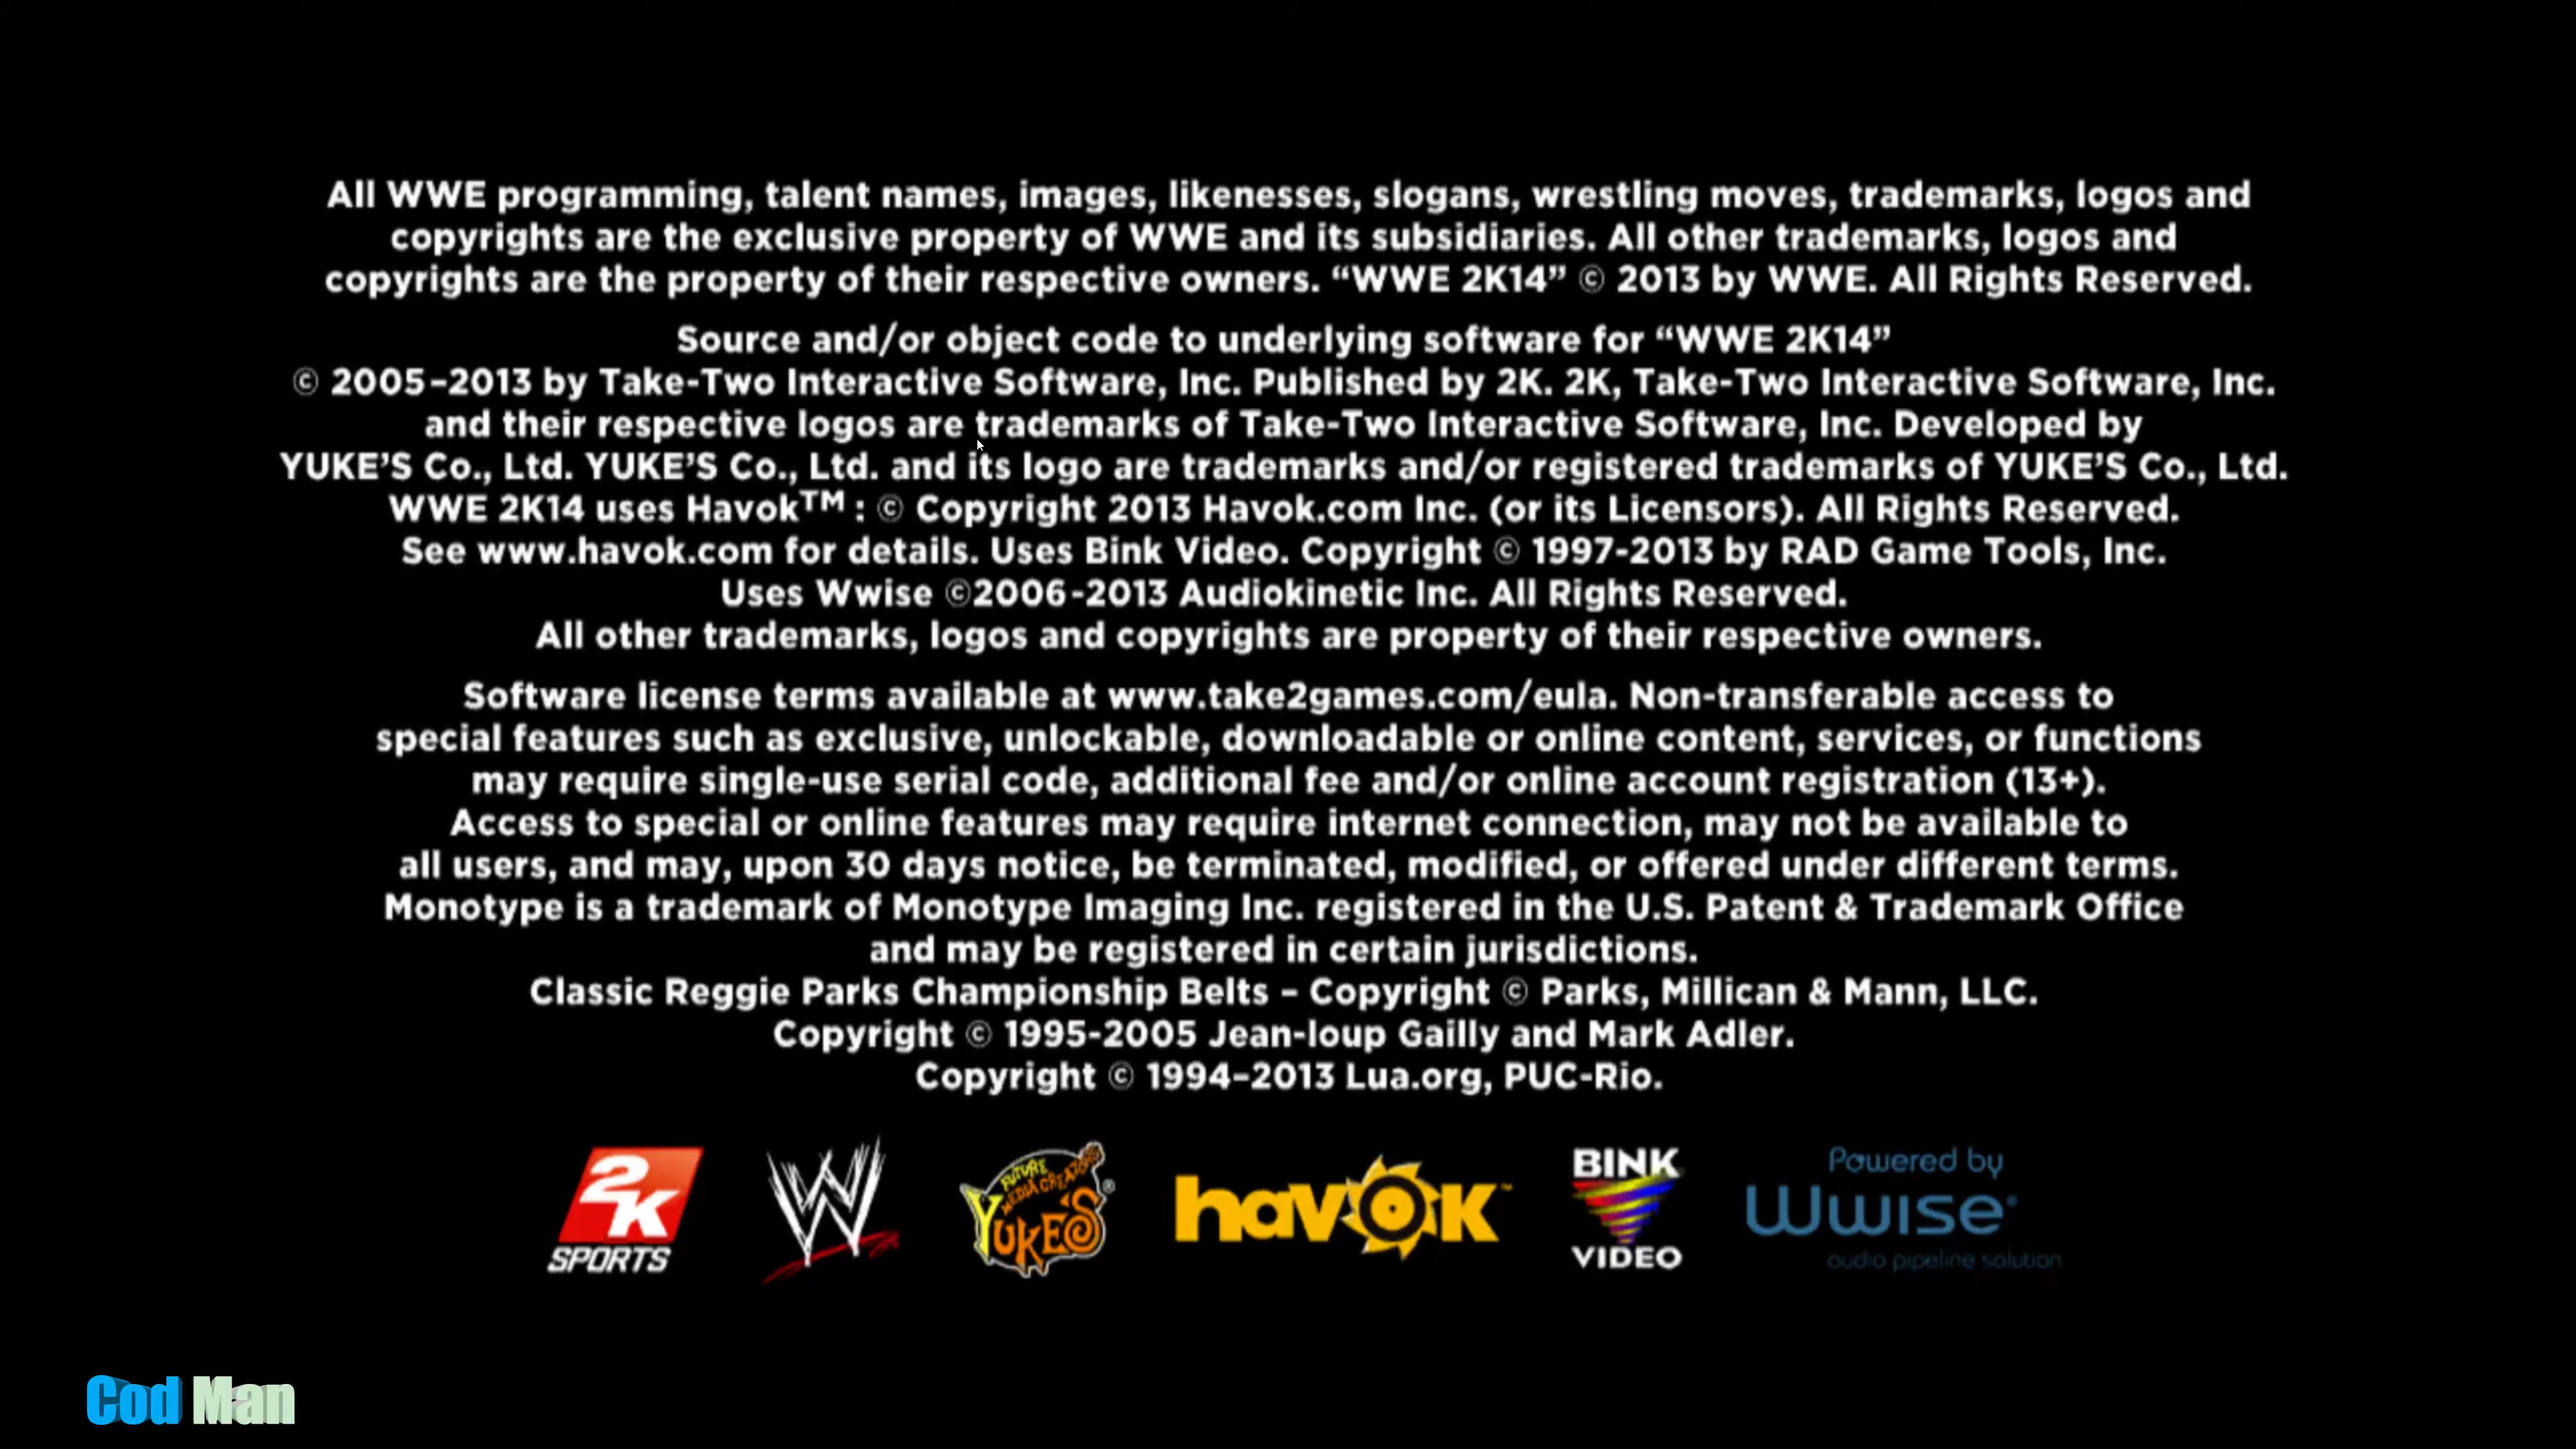 All WWE programming, talent names, images, likenesses, slogans, wrestling moves, trademarks, logos and
copyrights are the exclusive property of WWE and its subsidiaries. All other trademarks, logos and
copyrights are the property of their respective owners. “WWE 2K14” © 2013 by WWE. All Rights Reserved.
Source and/or object code to underlying software for “WWE 2K14”
© 2005–2013 by Take-Two Interactive Software, Inc. Published by 2K. 2K, Take-Two Interactive Software, Inc.
and their respective logos are trademarks of Take-Two Interactive Software, Inc. Developed by
YUKE’S Co., Ltd. YUKE’S Co., Ltd. and its logo are trademarks and/or registered trademarks of YUKE’S Co., Ltd.
WWE 2K14 uses Havok™ : © Copyright 2013 Havok.com Inc. (or its Licensors). All Rights Reserved.
See www.havok.com for details. Uses Bink Video. Copyright © 1997-2013 by RAD Game Tools, Inc.
Uses Wwise ©2006-2013 Audiokinetic Inc. All Rights Reserved.
All other trademarks, logos and copyrights are property of their respective owners.
Software license terms available at www.take2games.com/eula. Non-transferable access to
special features such as exclusive, unlockable, downloadable or online content, services, or functions
may require single-use serial code, additional fee and/or online account registration (13+).
Access to special or online features may require internet connection, may not be available to
all users, and may, upon 30 days notice, be terminated, modified, or offered under different terms.
Monotype is a trademark of Monotype Imaging Inc. registered in the U.S. Patent & Trademark Office
and may be registered in certain jurisdictions.
Classic Reggie Parks Championship Belts – Copyright © Parks, Millican & Mann, LLC.
Copyright © 1995-2005 Jean-loup Gailly and Mark Adler.
Copyright © 1994–2013 Lua.org, PUC-Rio.
2K
SPORTS
W
FUTURE
MEDIA CREATORS
YUKE'S®
havok™
BINK
VIDEO
Powered by
Wwise®
audio pipeline solution
Cod Man